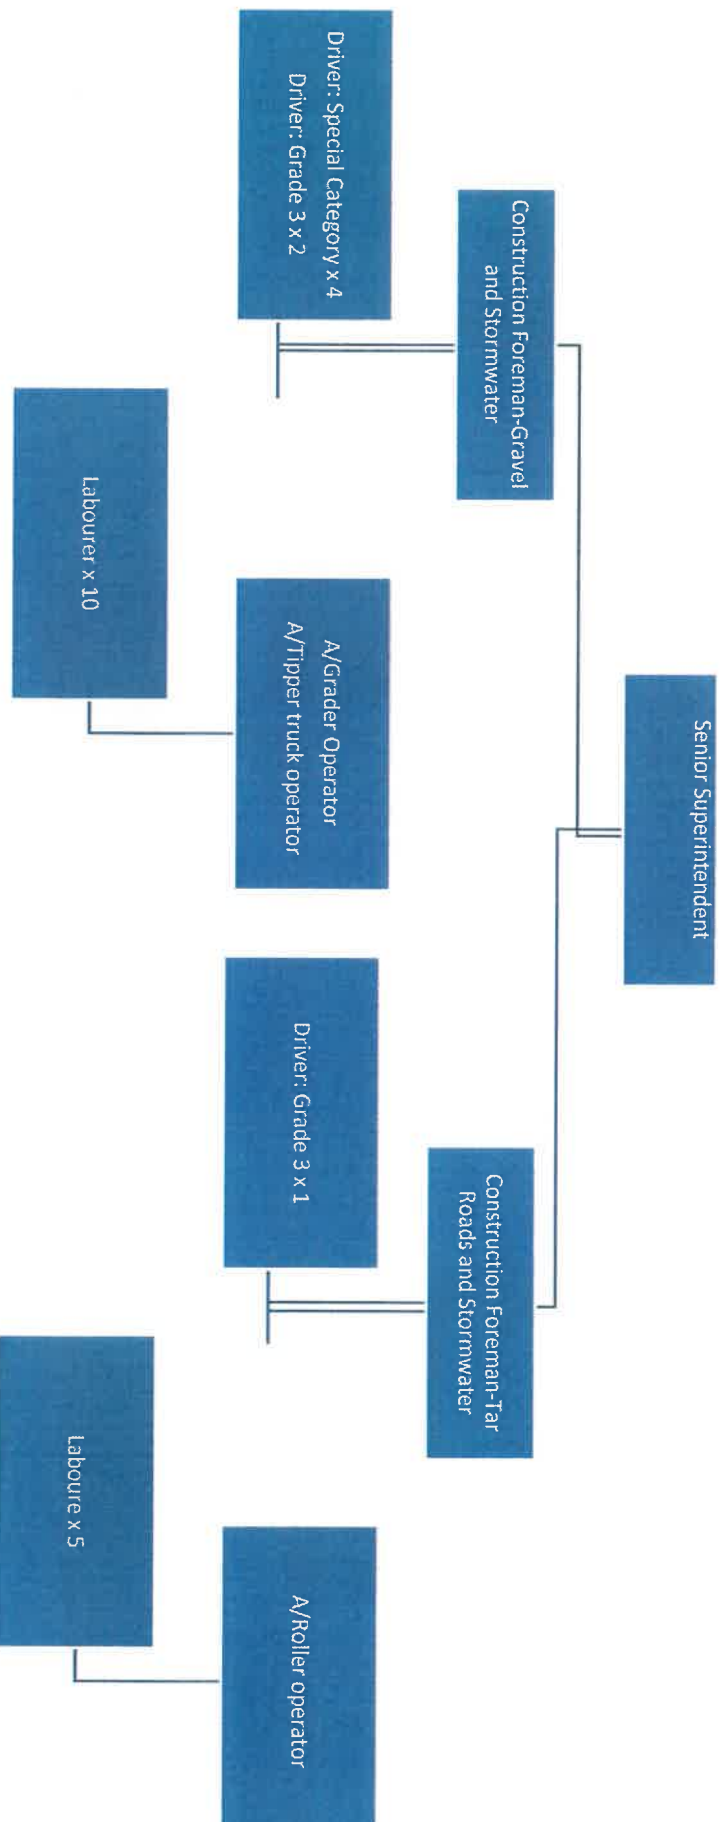 Senior Superintendent
Construction Foreman-Gravel
and Stormwater
Construction Foreman-Tar
Roads and Stormwater
Driver: Special Category x 4
Driver: Grade 3 x 2
A/Grader Operator
A/Tipper truck operator
Driver: Grade 3 x 1
A/Roller operator
Labourer x 10
Laboure x 5